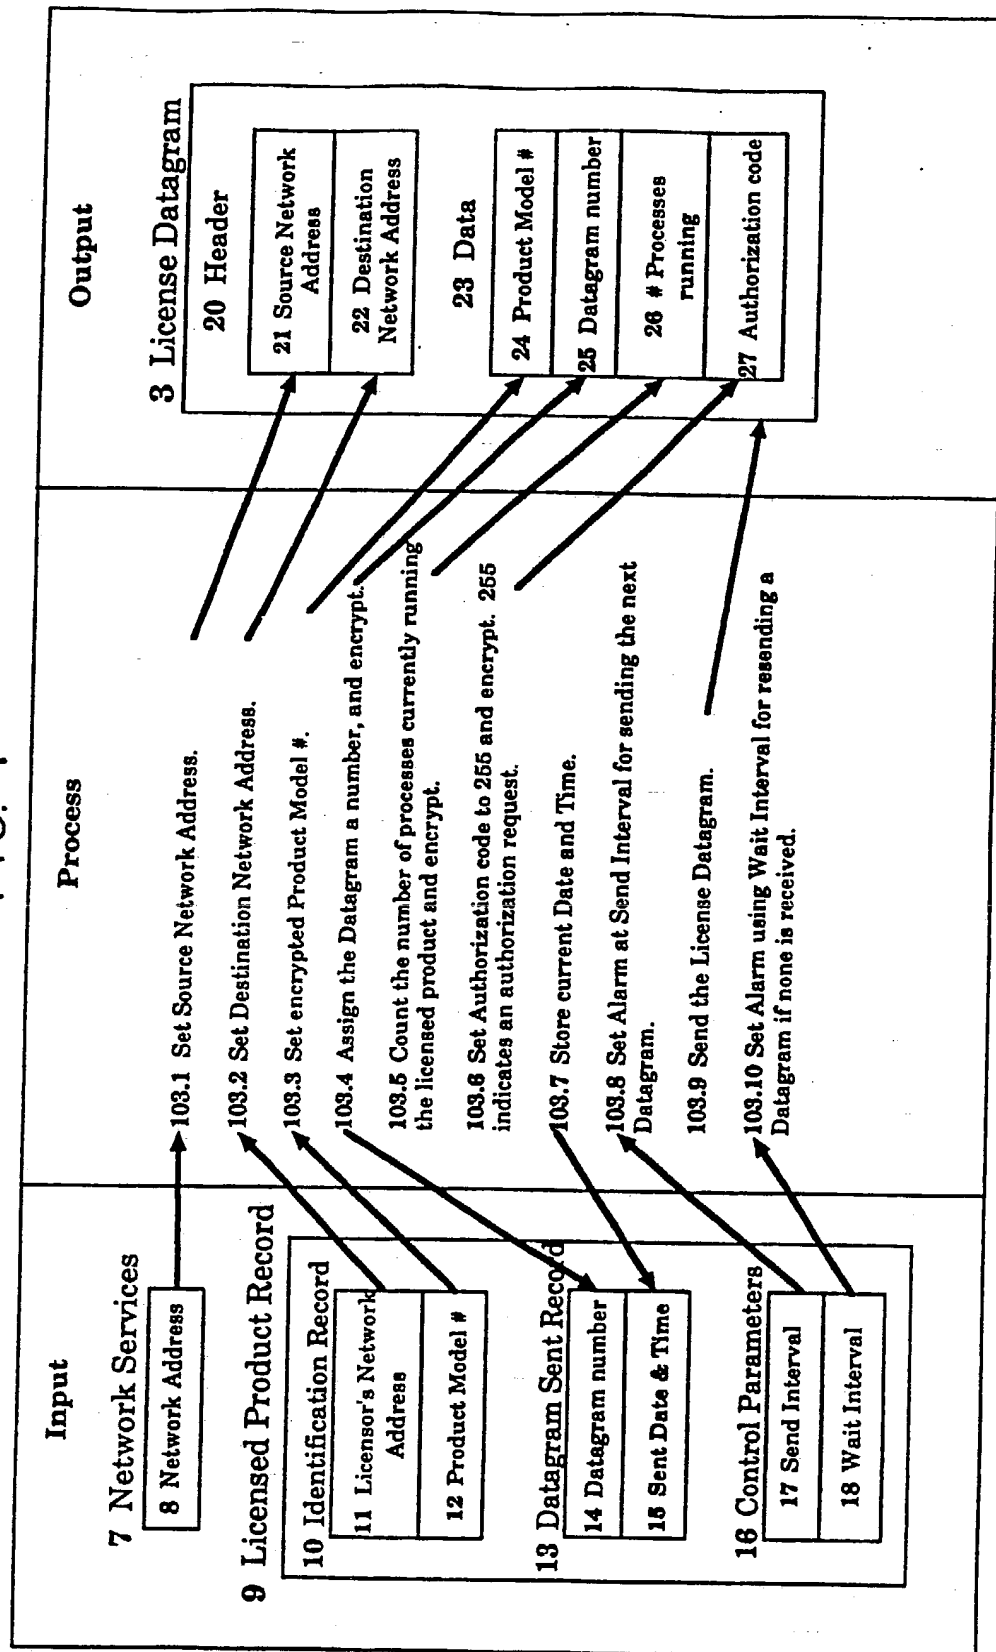 Input
7 Network Services
8 Network Address
9 Licensed Product Record
10 Identification Record
11 Licensor's Network
Address
12 Product Model #
13 Datagram Sent Record
14 Datagram number
15 Sent Date & Time
16 Control Parameters
17 Send Interval
18 Wait Interval
Process
103.1 Set Source Network Address.
103.2 Set Destination Network Address.
103.3 Set encrypted Product Model #.
103.4 Assign the Datagram a number, and encrypt.
103.5 Count the number of processes currently running
the licensed product and encrypt.
103.6 Set Authorization code to 255 and encrypt. 255
indicates an authorization request.
103.7 Store current Date and Time.
103.8 Set Alarm at Send Interval for sending the next
Datagram.
103.9 Send the License Datagram.
103.10 Set Alarm using Wait Interval for resending a
Datagram if none is received.
Output
3 License Datagram
20 Header
21 Source Network
Address
22 Destination
Network Address
23 Data
24 Product Model #
25 Datagram number
26 # Processes
running
27 Authorization code